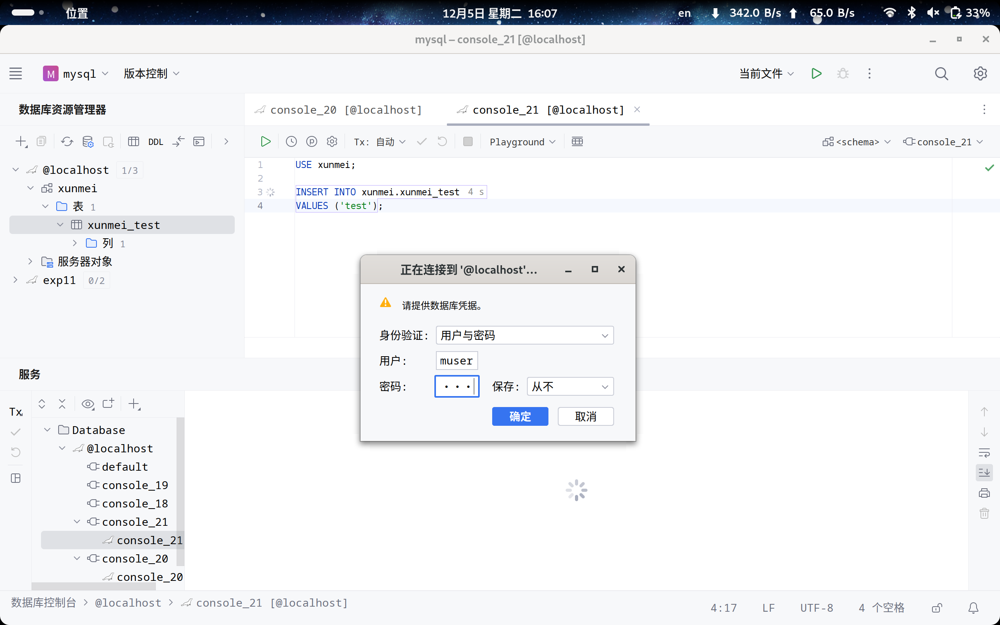 位置
12月5日 星期二 16:07
en 342.0 B/s 65.0 B/s 33%
mysql – console_21 [@localhost]
M mysql 版本控制 当前文件
数据库资源管理器
console_20 [@localhost] console_21 [@localhost]
DDL
Tx: 自动 Playground <schema> console_21
@localhost 1/3
xunmei
表 1
xunmei_test
列 1
服务器对象
exp11 0/2
1 USE xunmei;
2
3 INSERT INTO xunmei.xunmei_test 4 s
4 VALUES ('test');
正在连接到 '@localhost'...
请提供数据库凭据。
身份验证: 用户与密码
用户: muser
密码: 保存: 从不
确定 取消
服务
Tx
Database
@localhost
default
console_19
console_18
console_21
console_21
console_20
console_20
数据库控制台 > @localhost > console_21 [@localhost]
4:17 LF UTF-8 4 个空格